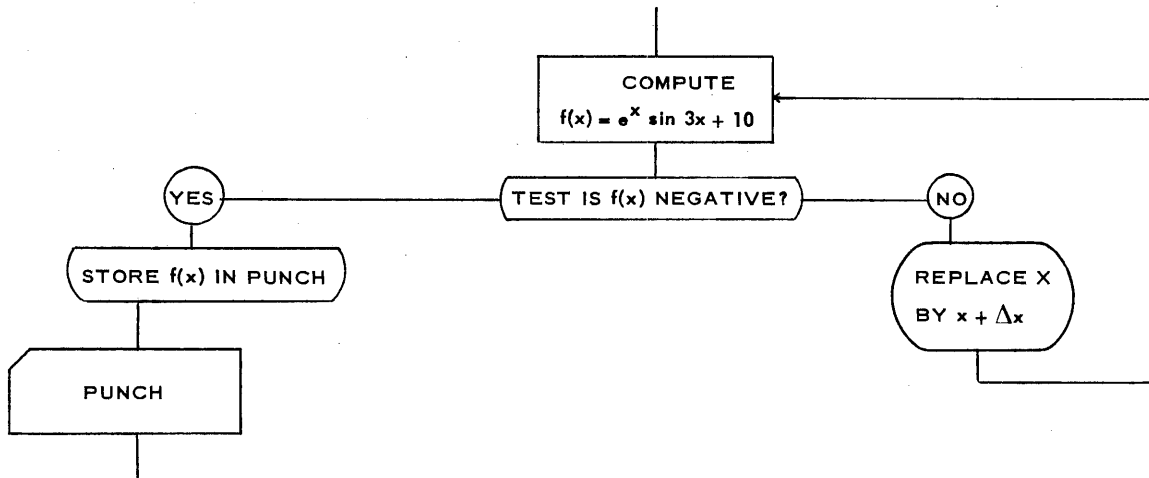 COMPUTE
f(x) = e^x sin 3x + 10
YES
TEST IS f(x) NEGATIVE?
NO
STORE f(x) IN PUNCH
REPLACE X
BY x + Δx
PUNCH